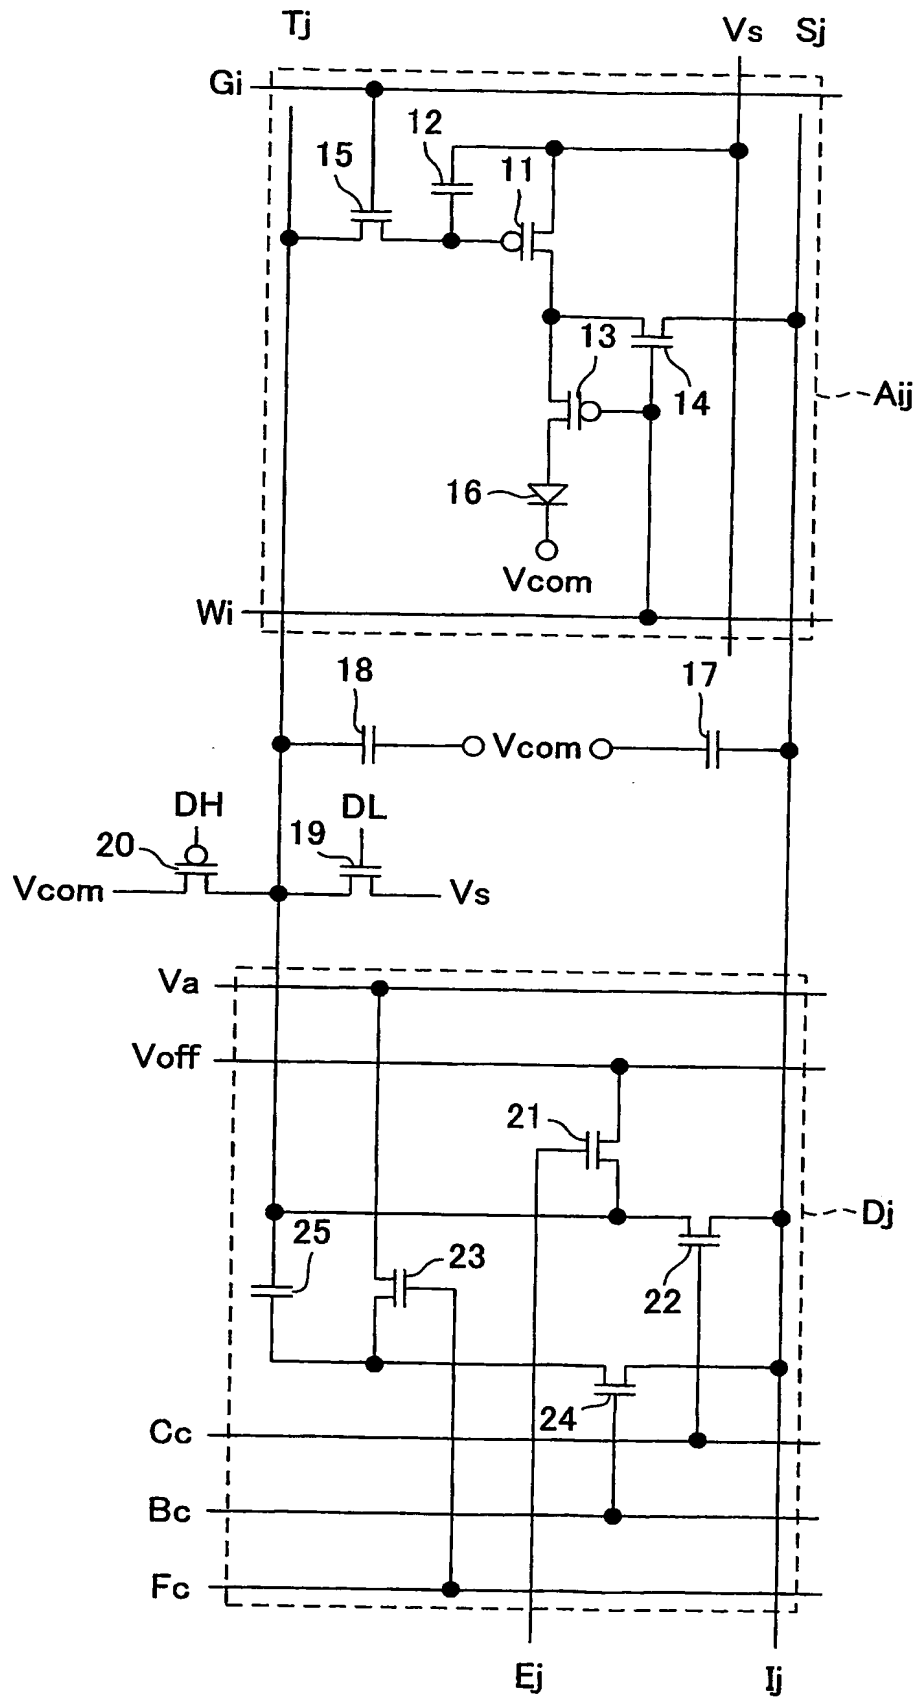 Tj
Vs
Sj
Gi
12
15
11
13
14
Aij
16
Vcom
Wi
18
17
Vcom
DH
DL
20
19
Vcom
Vs
Va
Voff
21
Dj
25
23
22
24
Cc
Bc
Fc
Ej
Ij